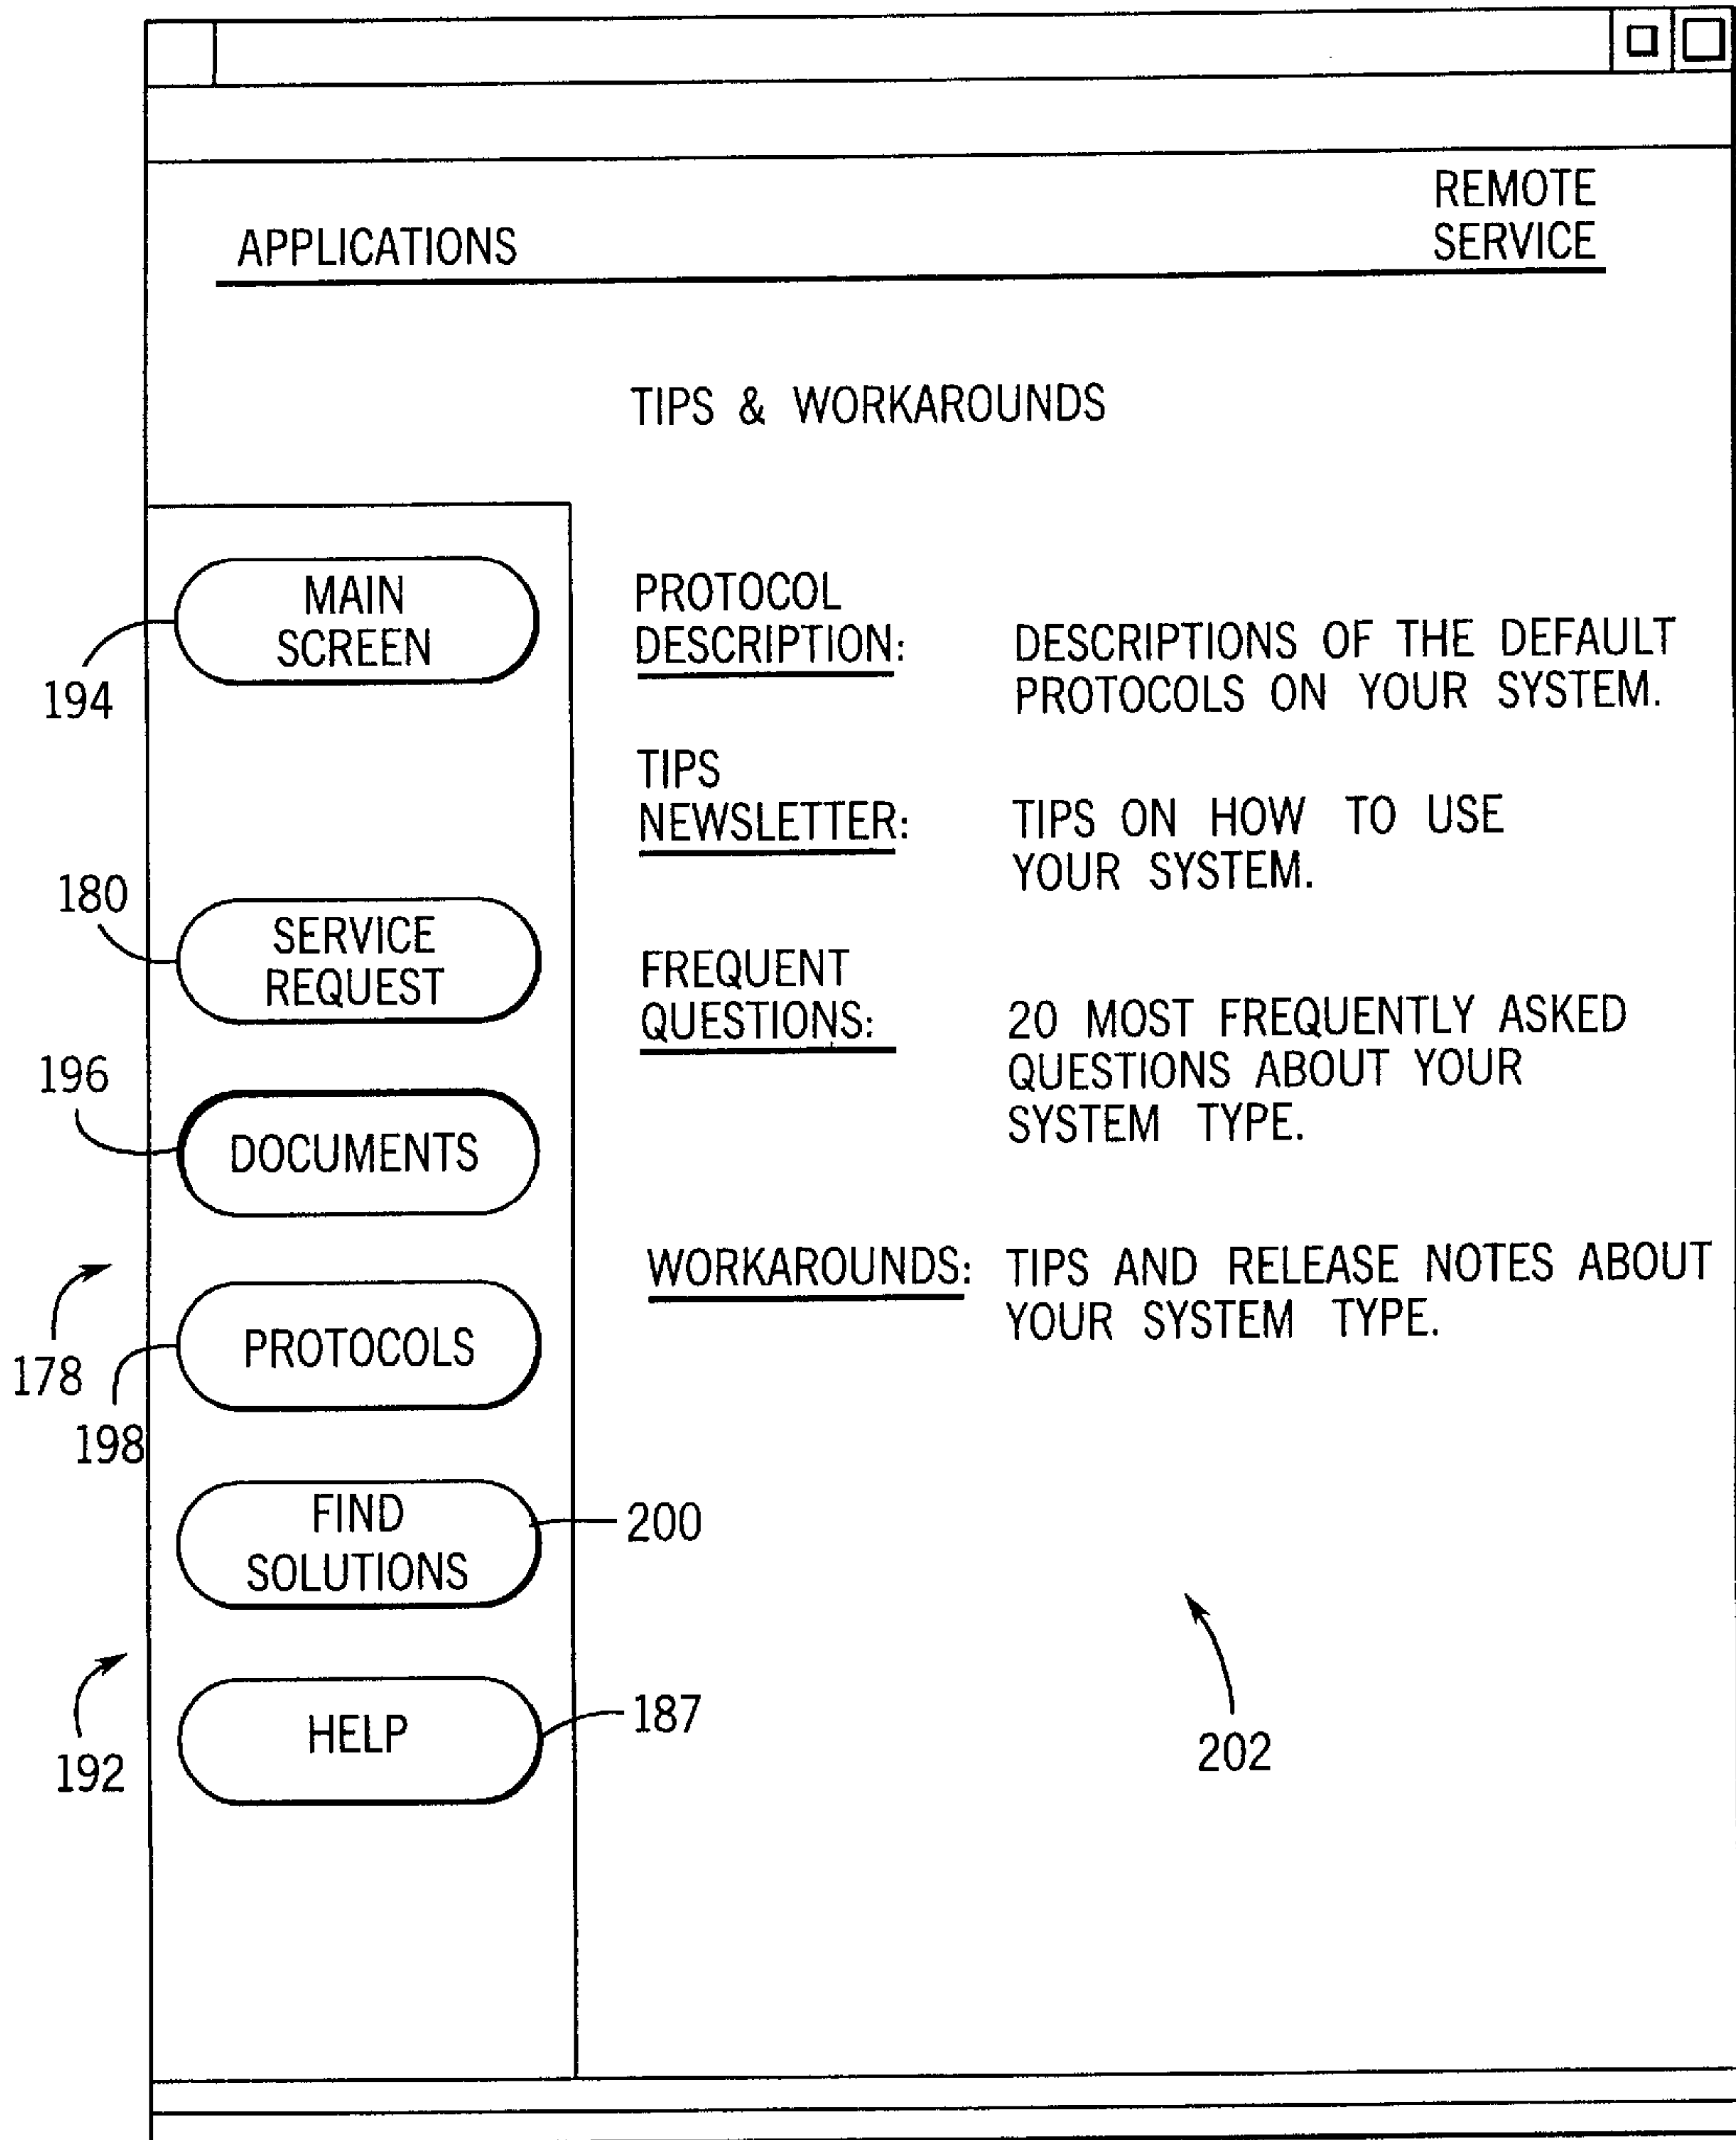 REMOTE
SERVICE
APPLICATIONS
TIPS & WORKAROUNDS
MAIN
SCREEN
194
180
SERVICE
REQUEST
196
DOCUMENTS
178
PROTOCOLS
198
FIND
SOLUTIONS
200
192
HELP
187
PROTOCOL
DESCRIPTION:
DESCRIPTIONS OF THE DEFAULT
PROTOCOLS ON YOUR SYSTEM.
TIPS
NEWSLETTER:
TIPS ON HOW TO USE
YOUR SYSTEM.
FREQUENT
QUESTIONS:
20 MOST FREQUENTLY ASKED
QUESTIONS ABOUT YOUR
SYSTEM TYPE.
WORKAROUNDS: TIPS AND RELEASE NOTES ABOUT
YOUR SYSTEM TYPE.
202